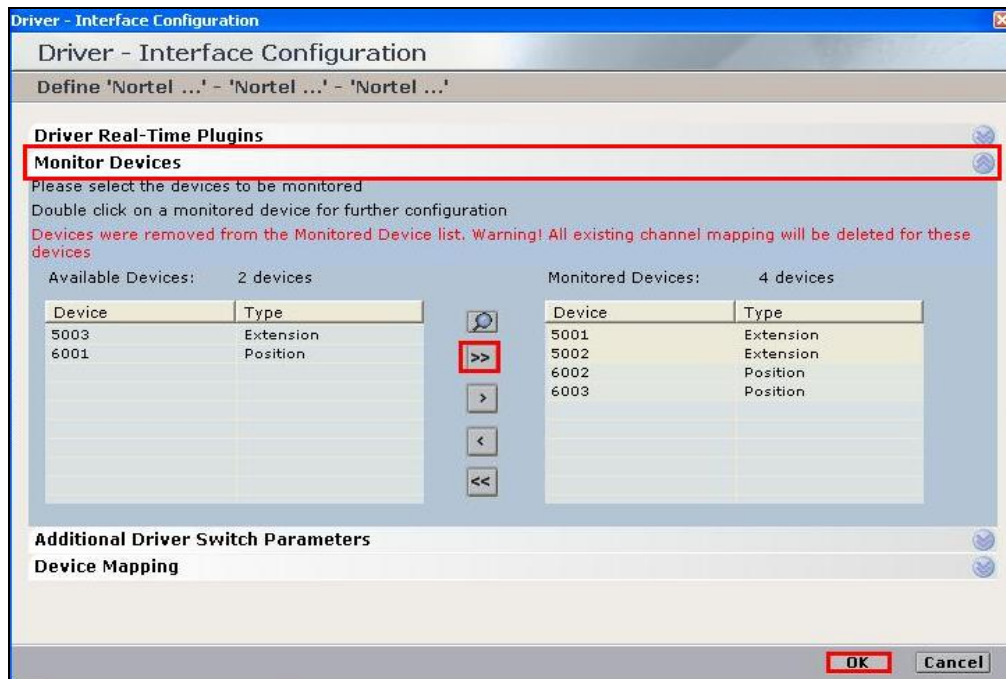 Driver - Interface Configuration
Driver - Interface Configuration
Define 'Nortel ...' - 'Nortel ...' - 'Nortel ...'
Driver Real-Time Plugins
Monitor Devices
Please select the devices to be monitored
Double click on a monitored device for further configuration
Devices were removed from the Monitored Device list. Warning! All existing channel mapping will be deleted for these
devices
Available Devices: 2 devices
Device Type
5003 Extension
6001 Position
>>
>
<
<<
Monitored Devices: 4 devices
Device Type
5001 Extension
5002 Extension
6002 Position
6003 Position
Additional Driver Switch Parameters
Device Mapping
OK Cancel